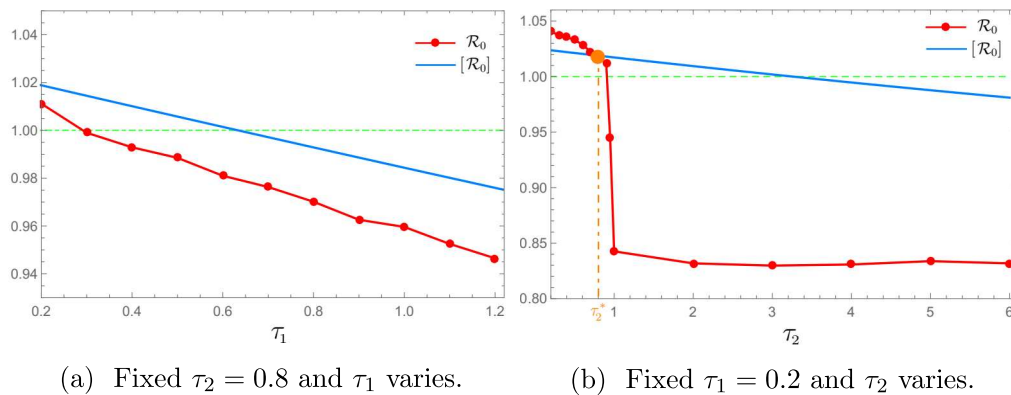 1.04
1.02
1.00
0.98
0.96
0.94
0.2 0.4 0.6 0.8 1.0 1.2
τ₁
ℛ₀
[ℛ₀]
1.05
1.00
0.95
0.90
0.85
0.80
τ₂* 1 2 3 4 5 6
τ₂
ℛ₀
[ℛ₀]
(a) Fixed τ₂ = 0.8 and τ₁ varies.
(b) Fixed τ₁ = 0.2 and τ₂ varies.